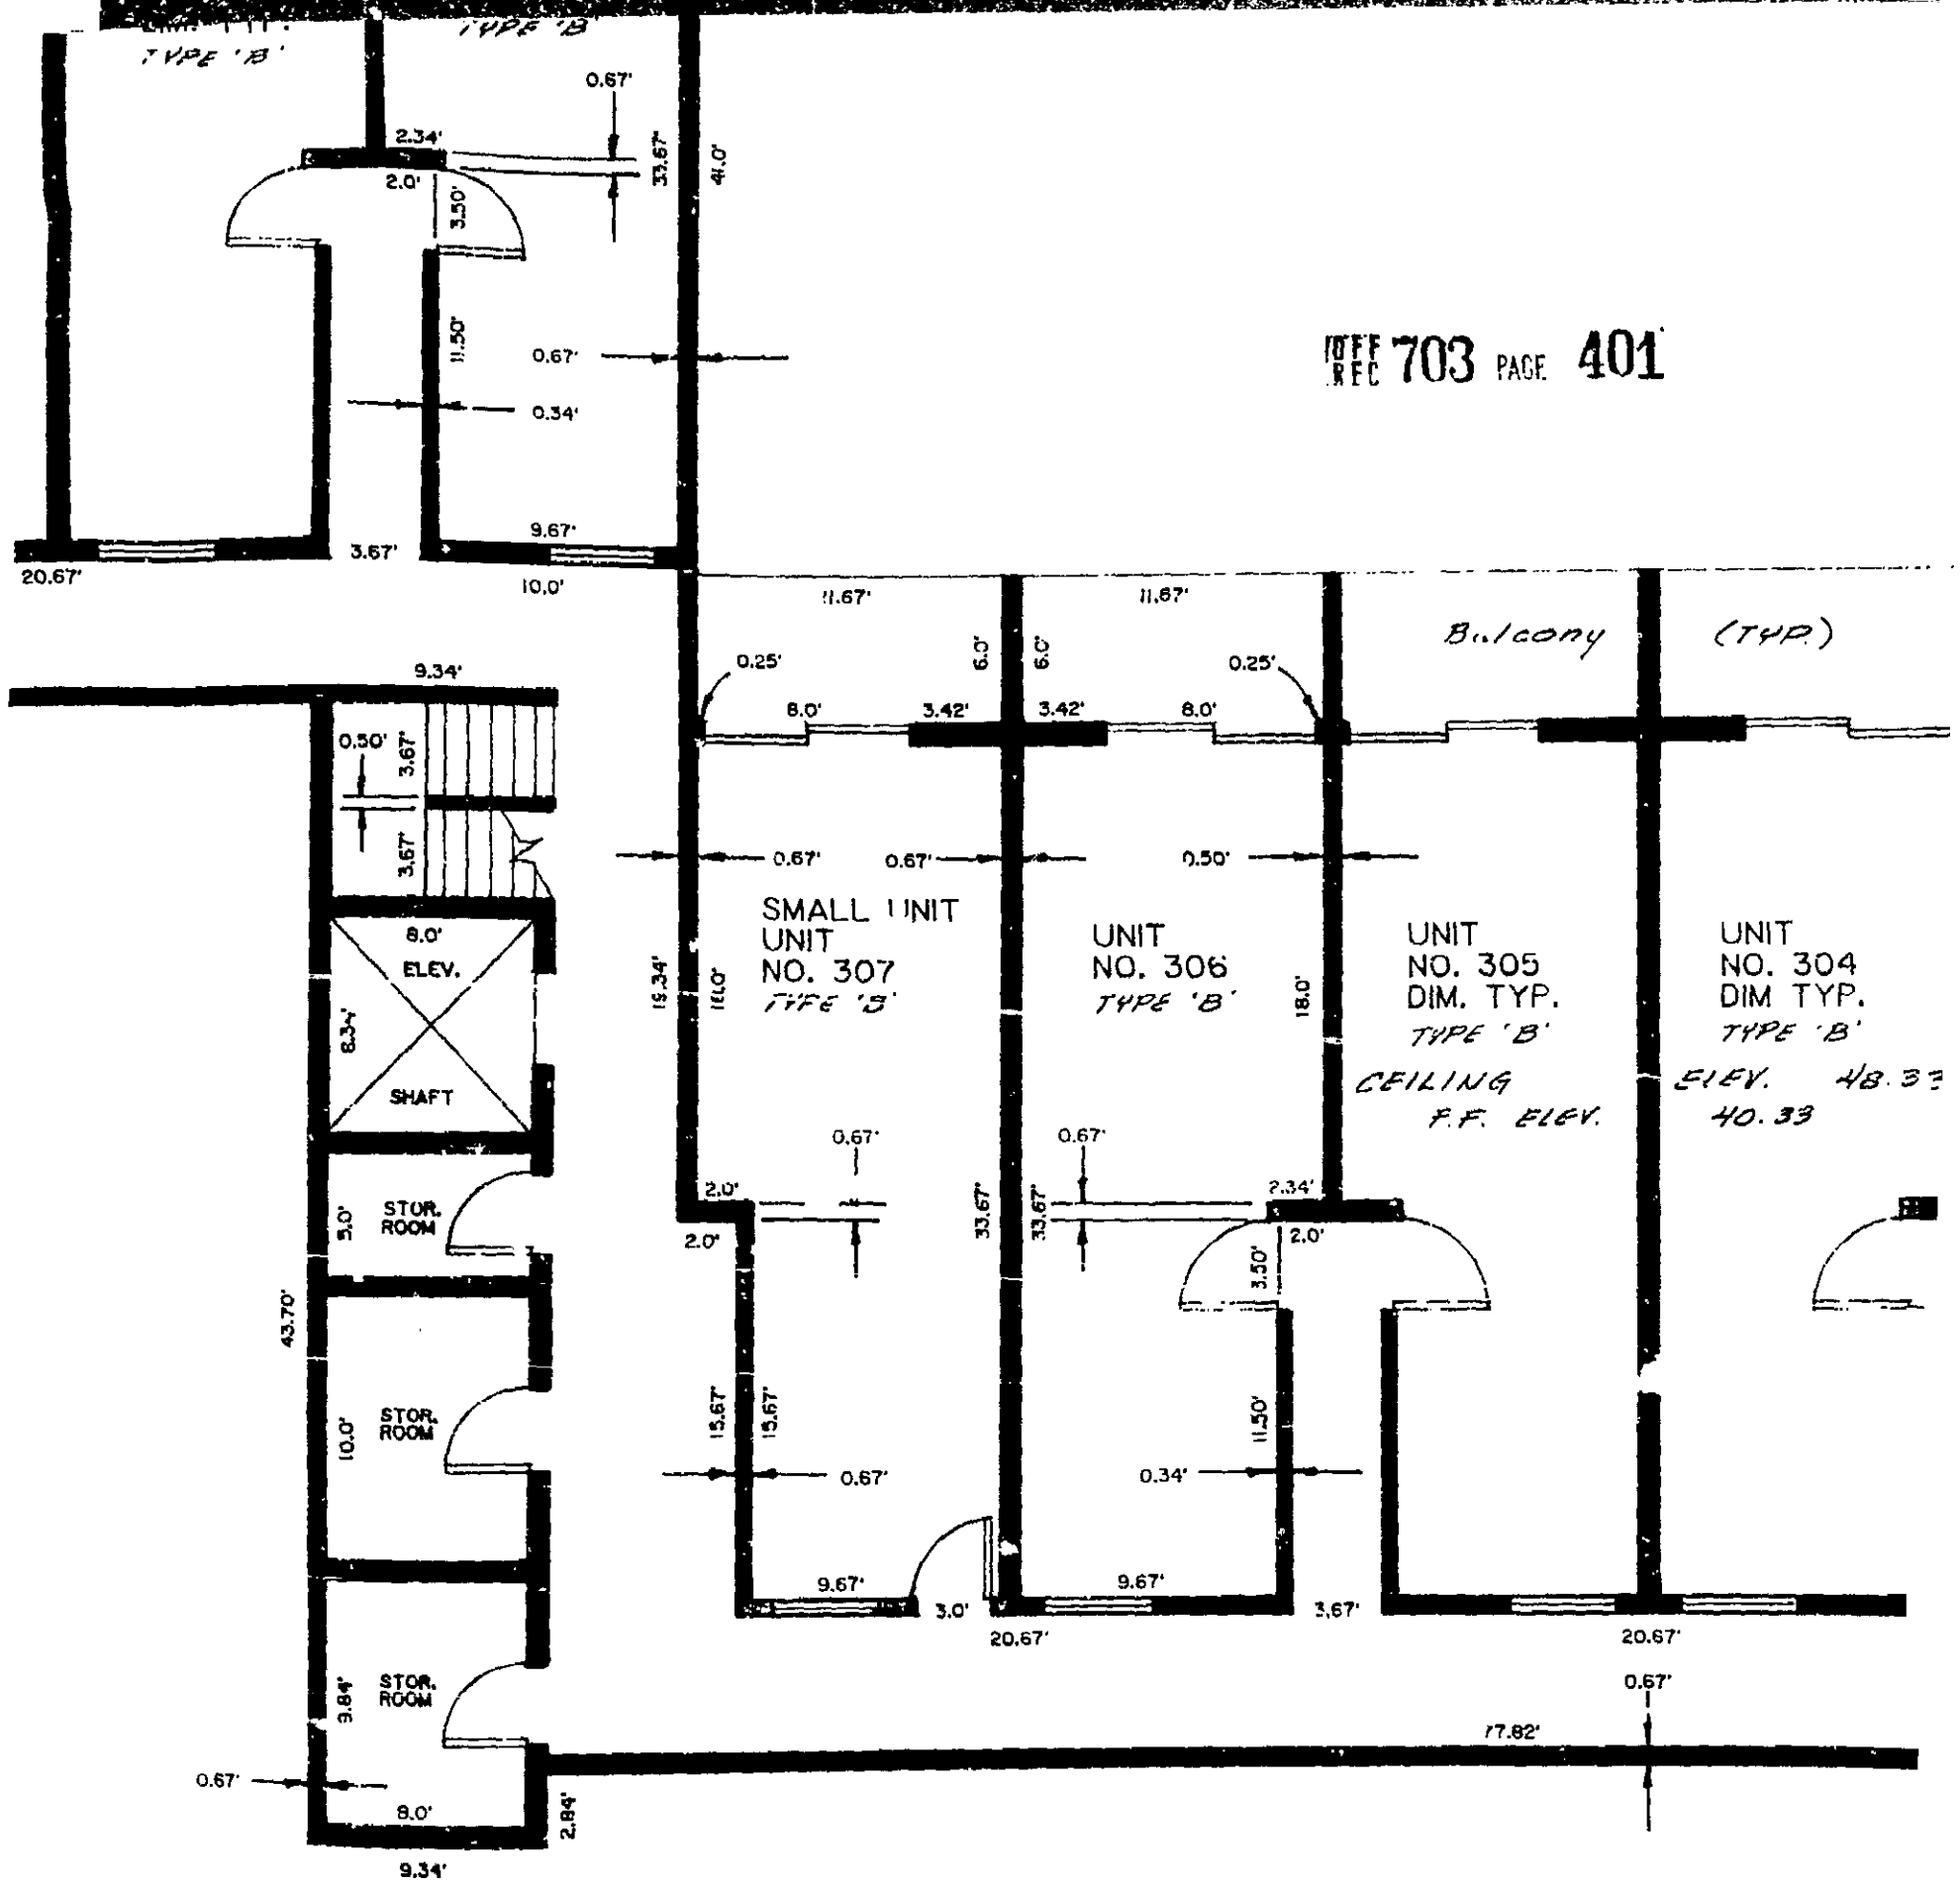 TYPE 'B'
TYPE 'B'
0.67'
2.34'
33.67'
41.0'
2.0'
3.50'
11.50'
0.67'
0.34'
OFF REC 703 PAGE 401
9.67'
3.67'
20.67'
10.0'
11.67'
11.67'
Balcony (TYP.)
6.0'
6.0'
0.25'
0.25'
9.34'
8.0'
3.42'
3.42'
8.0'
0.50'
3.67'
3.67'
0.67'
0.67'
0.50'
SMALL UNIT
UNIT
NO. 307
TYPE 'B'
UNIT
NO. 306
TYPE 'B'
UNIT
NO. 305
DIM. TYP.
TYPE 'B'
UNIT
NO. 304
DIM TYP.
TYPE 'B'
CEILING ELEV. 48.33
F.F. ELEV. 40.33
8.0'
ELEV.
8.34'
SHAFT
18.0'
0.67'
0.67'
2.0'
2.34'
5.0'
STOR.
ROOM
2.0'
33.67'
33.67'
2.0'
3.50'
43.70'
10.0'
STOR.
ROOM
15.67'
15.67'
11.50'
0.67'
0.34'
9.67'
3.0'
9.67'
3.67'
20.67'
20.67'
STOR.
ROOM
9.84'
0.67'
77.82'
0.67'
8.0'
2.84'
9.34'